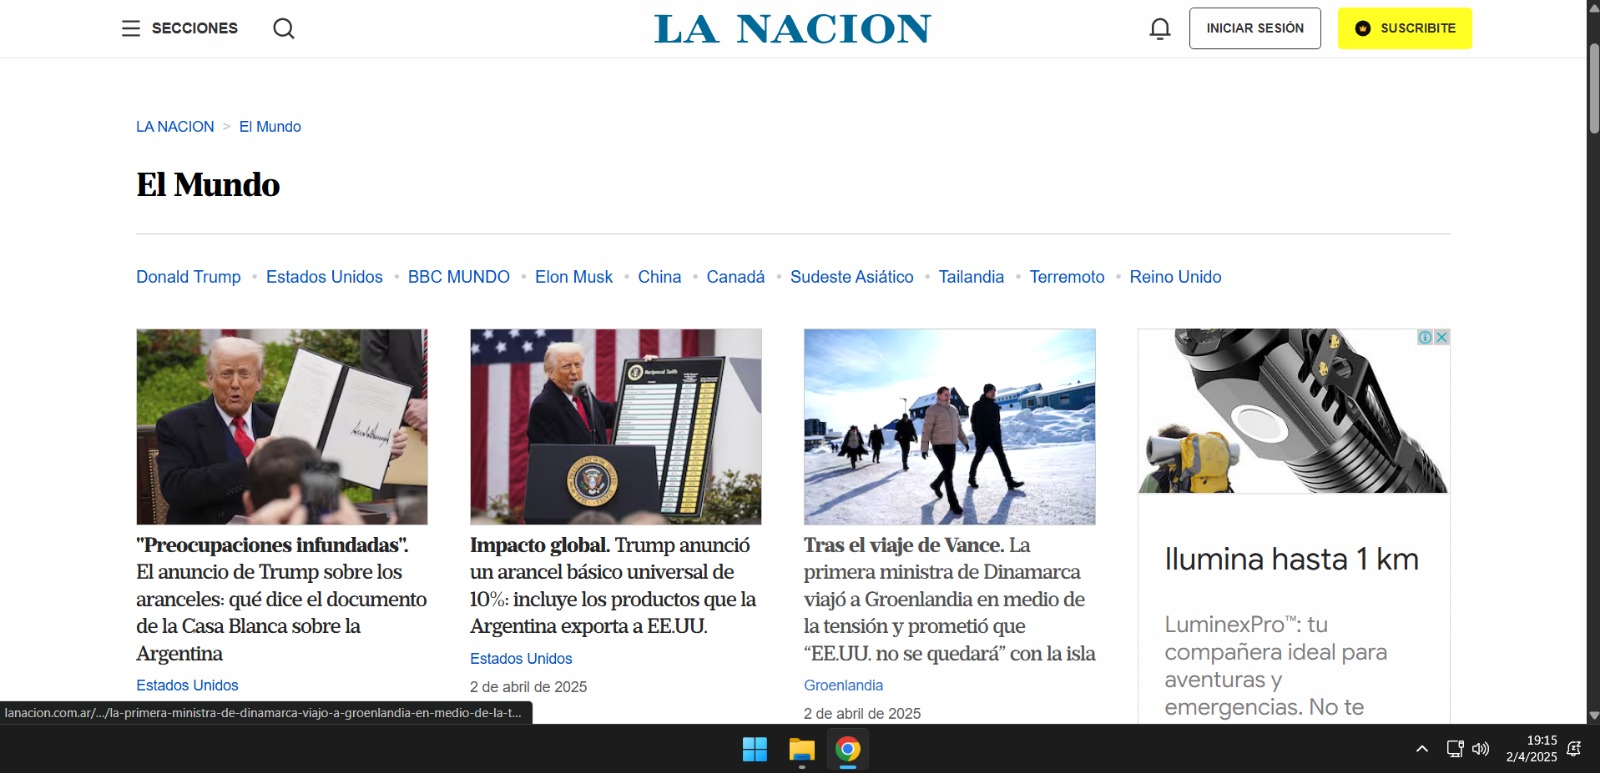 SECCIONES
LA NACION
INICIAR SESIÓN
SUSCRIBITE
LA NACION > El Mundo
El Mundo
Donald Trump • Estados Unidos • BBC MUNDO • Elon Musk • China • Canadá • Sudeste Asiático • Tailandia • Terremoto • Reino Unido
Reciprocal Tariffs
"Preocupaciones infundadas".
El anuncio de Trump sobre los
aranceles: qué dice el documento
de la Casa Blanca sobre la
Argentina
Estados Unidos
Impacto global. Trump anunció
un arancel básico universal de
10%: incluye los productos que la
Argentina exporta a EE.UU.
Estados Unidos
2 de abril de 2025
Tras el viaje de Vance. La
primera ministra de Dinamarca
viajó a Groenlandia en medio de
la tensión y prometió que
“EE.UU. no se quedará” con la isla
Groenlandia
2 de abril de 2025
Ilumina hasta 1 km
LuminexPro™: tu
compañera ideal para
aventuras y
emergencias. No te
lanacion.com.ar/.../la-primera-ministra-de-dinamarca-viajo-a-groenlandia-en-medio-de-la-t...
19:15
2/4/2025